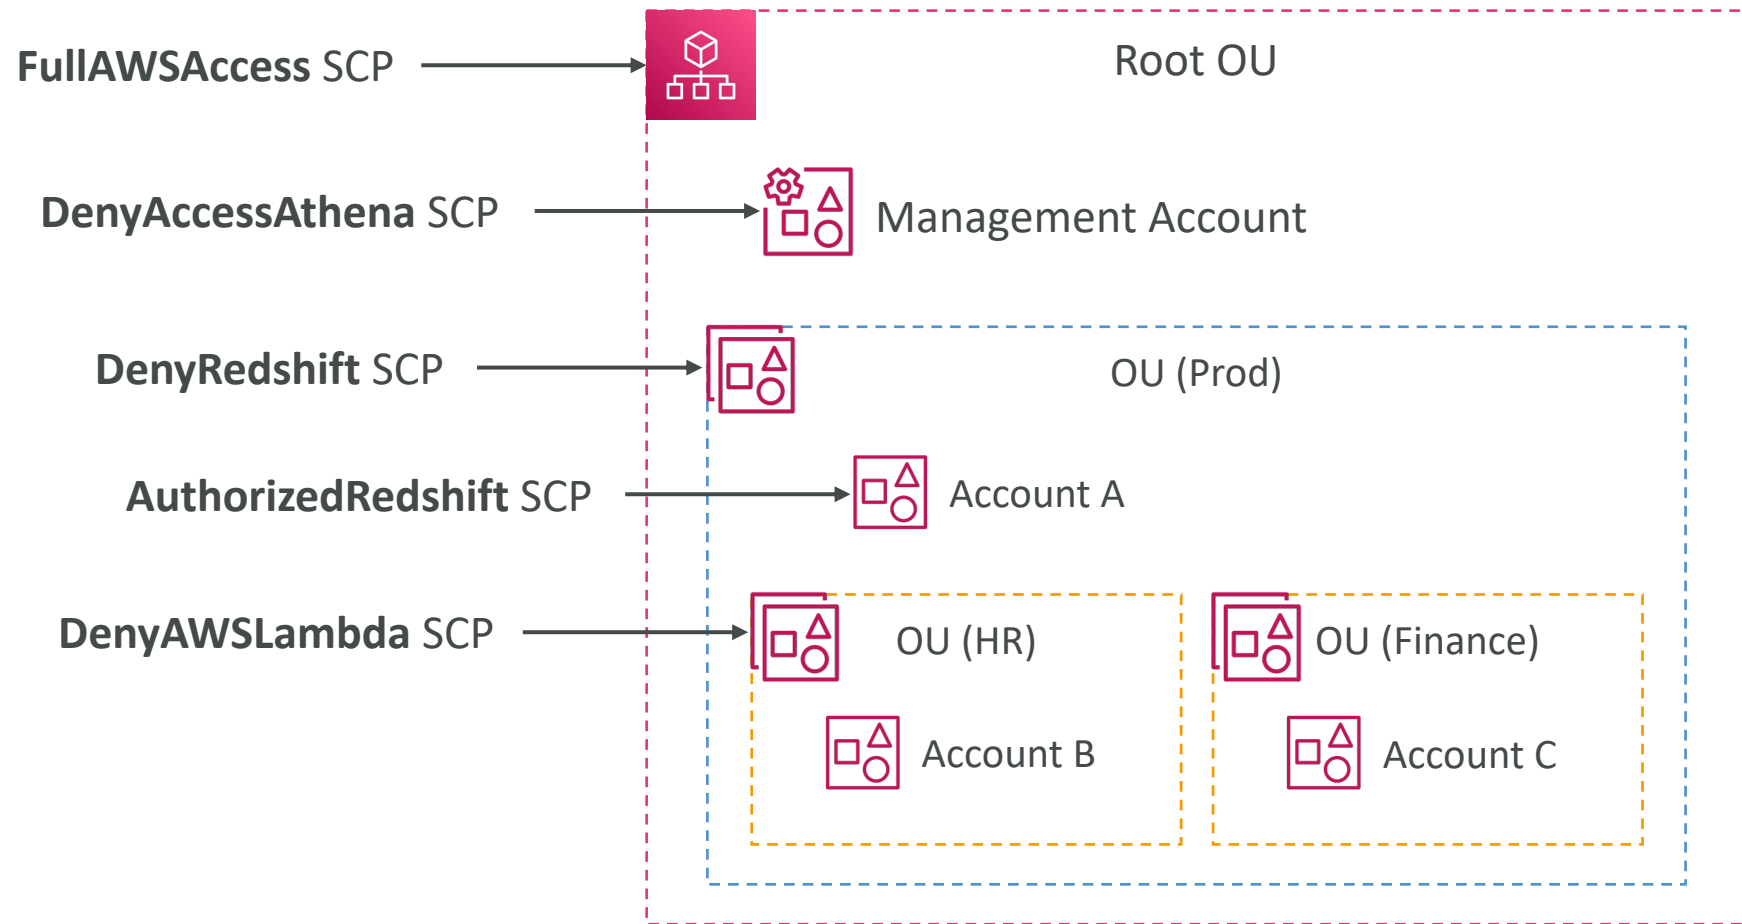 FullAWSAccess SCP
Root OU
DenyAccessAthena SCP
Management Account
DenyRedshift SCP
OU (Prod)
AuthorizedRedshift SCP
Account A
DenyAWSLambda SCP
OU (HR)
OU (Finance)
Account B
Account C